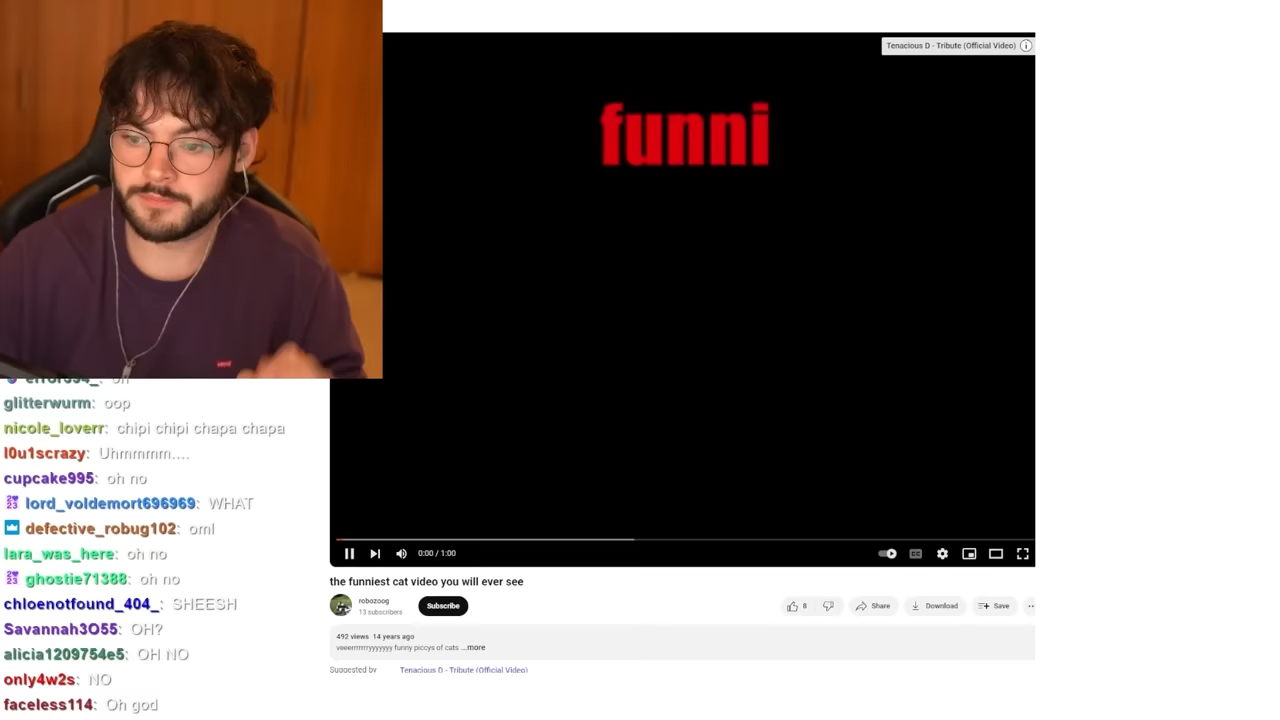 Tenacious D - Tribute (Official Video)
funni
glitterwurm: oop
nicole_loverr: chipi chipi chapa chapa
l0u1scrazy: Uhmmmm....
cupcake995: oh no
lord_voldemort696969: WHAT
defective_robug102: oml
lara_was_here: oh no
ghostie71388: oh no
chloenotfound_404_: SHEESH
Savannah3O55: OH?
alicia1209754e5: OH NO
only4w2s: NO
faceless114: Oh god
0:00 / 1:00
the funniest cat video you will ever see
robozoog
13 subscribers
Subscribe
8
Share
Download
Save
492 views 14 years ago
veeerrrrrryyyyyyy funny piccys of cats ...more
Suggested by Tenacious D - Tribute (Official Video)